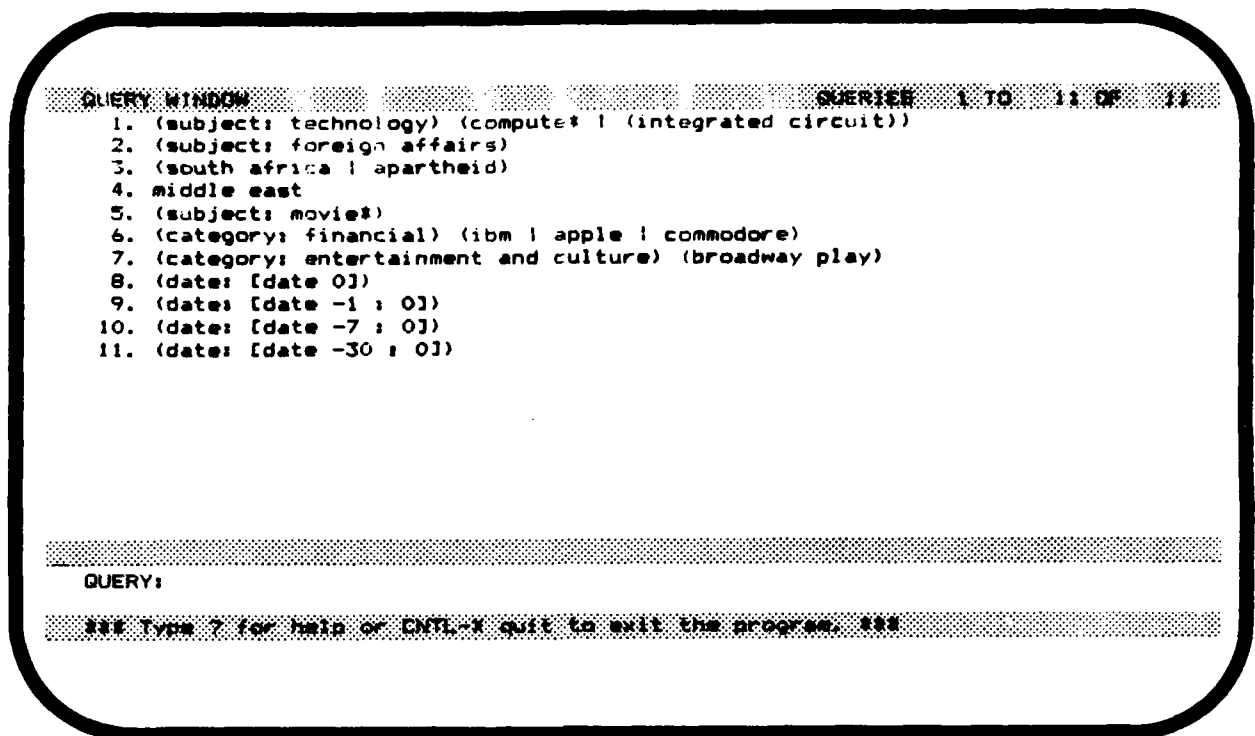 QUERY WINDOW QUERIES 1 TO 11 OF 11
1. (subject: technology) (compute* | (integrated circuit))
2. (subject: foreign affairs)
3. (south africa | apartheid)
4. middle east
5. (subject: movie*)
6. (category: financial) (ibm | apple | commodore)
7. (category: entertainment and culture) (broadway play)
8. (date: [date 0])
9. (date: [date -1 : 0])
10. (date: [date -7 : 0])
11. (date: [date -30 : 0])
QUERY:
*** Type ? for help or CNTL-X quit to exit the program. ***